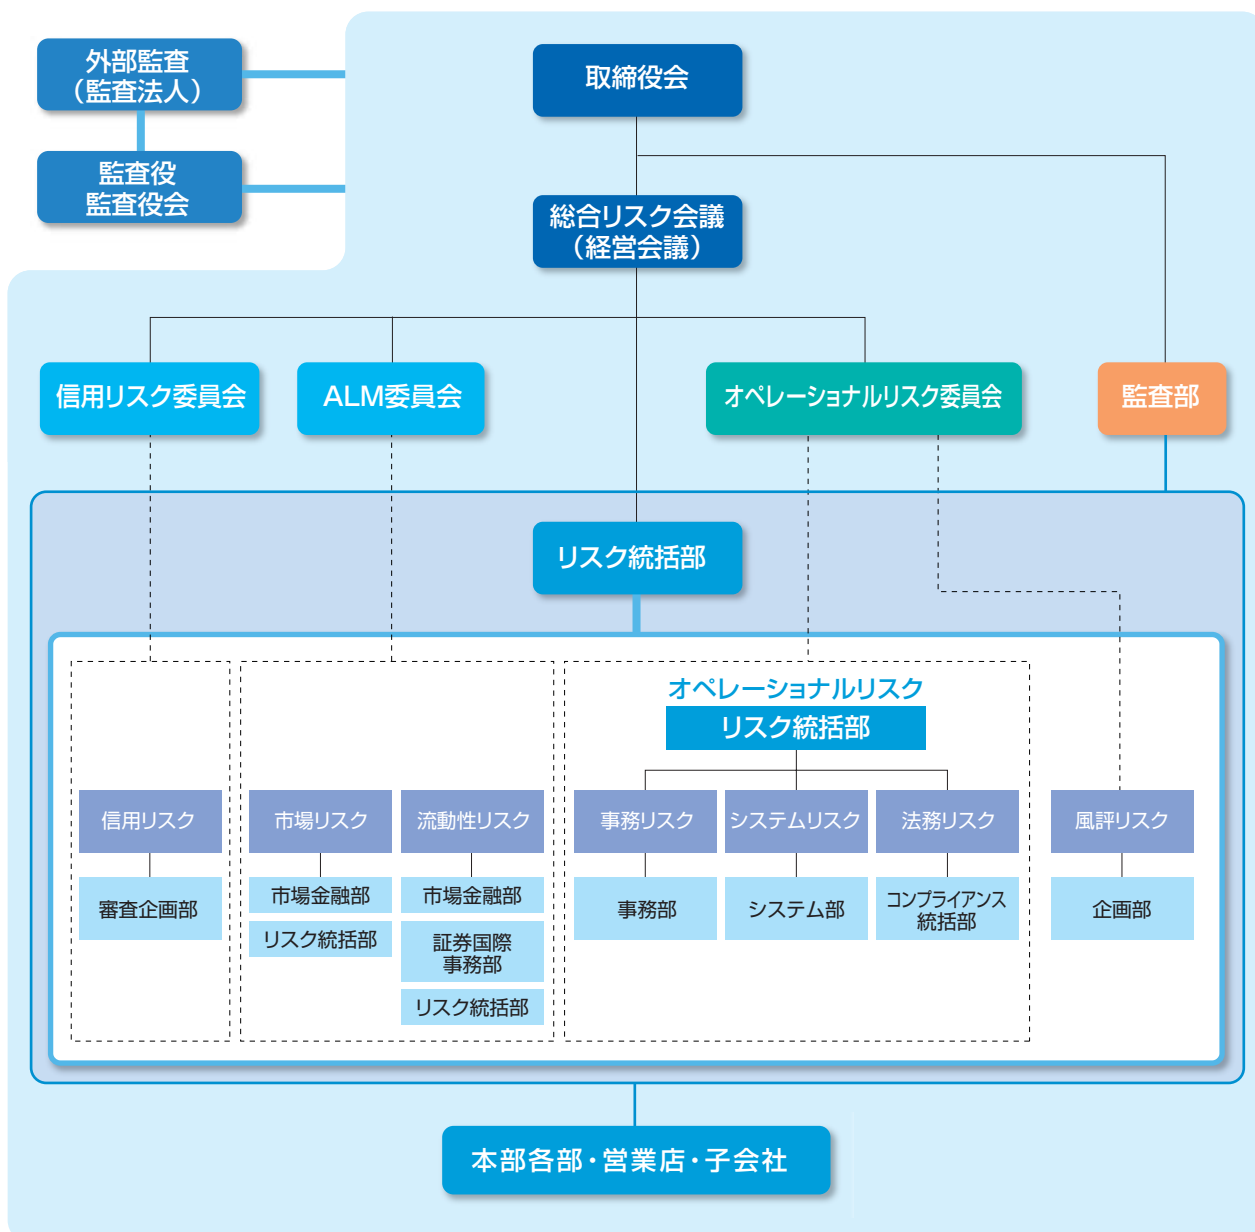 外部監査
（監査法人）
監査役
監査役会
取締役会
総合リスク会議
（経営会議）
信用リスク委員会
ALM委員会
オペレーショナルリスク委員会
監査部
リスク統括部
オペレーショナルリスク
リスク統括部
信用リスク
市場リスク
流動性リスク
事務リスク
システムリスク
法務リスク
風評リスク
審査企画部
市場金融部
リスク統括部
市場金融部
証券国際
事務部
リスク統括部
事務部
システム部
コンプライアンス
統括部
企画部
本部各部・営業店・子会社